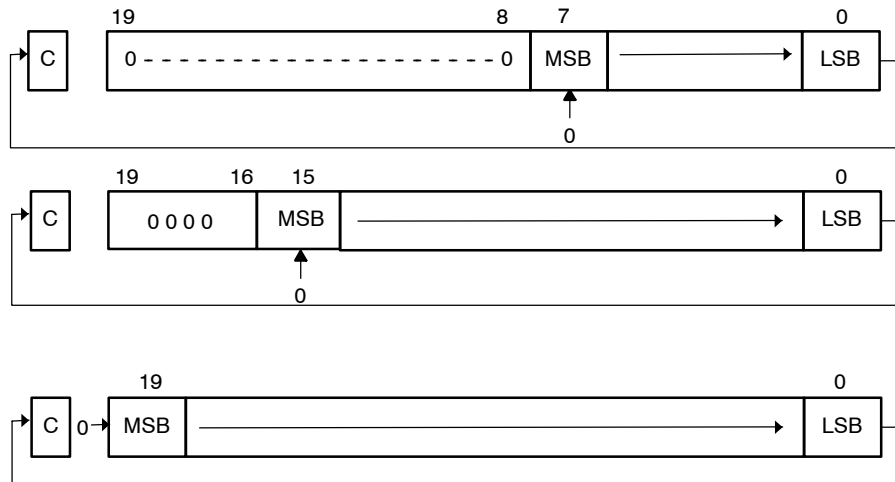 19 8 7 0
C 0 - - - - - - - - - - - - - - - - - - - - 0 MSB LSB
0
19 16 15 0
C 0 0 0 0 MSB LSB
0
19 0
C 0 MSB LSB